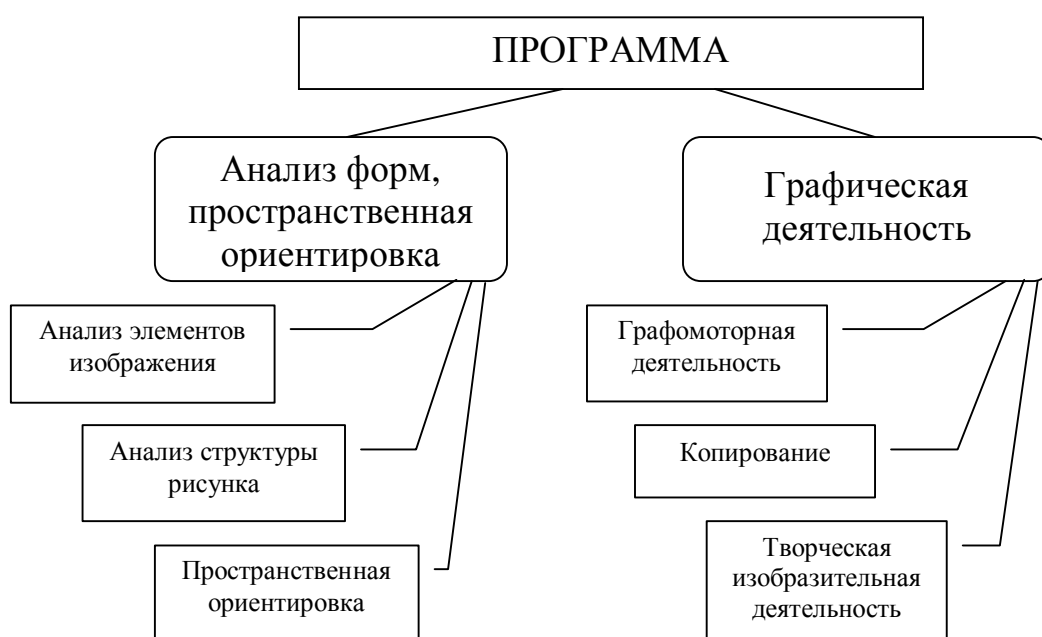 ПРОГРАММА
Анализ форм,
пространственная
ориентировка
Графическая
деятельность
Анализ элементов
изображения
Графомоторная
деятельность
Анализ структуры
рисунка
Копирование
Пространственная
ориентировка
Творческая
изобразительная
деятельность